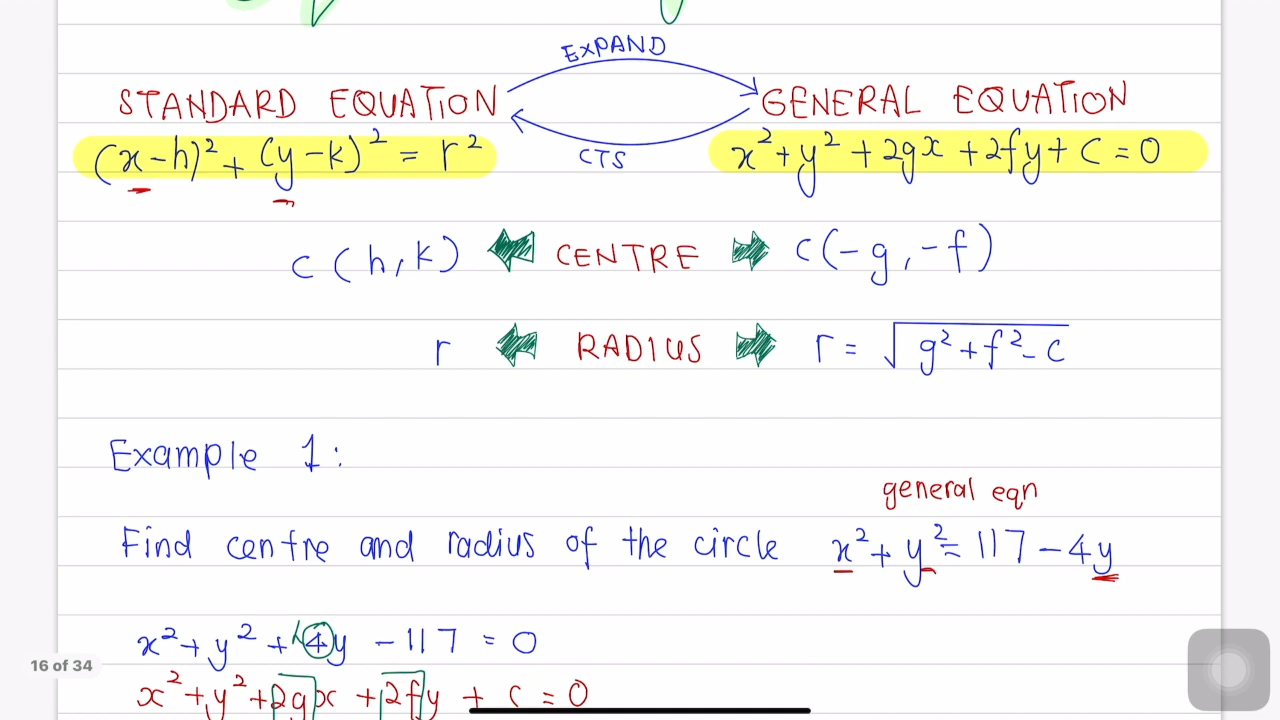 EXPAND
STANDARD EQUATION GENERAL EQUATION
(x-h)² + (y-k)² = r² CTS x² + y² + 2gx + 2fy + c = 0
c(h,k) CENTRE c(-g,-f)
r RADIUS r = √g²+f²-c
Example 1:
general eqn
Find centre and radius of the circle x² + y² = 117 - 4y
x² + y² + 4y - 117 = 0
16 of 34
x² + y² + 2gx + 2fy + c = 0